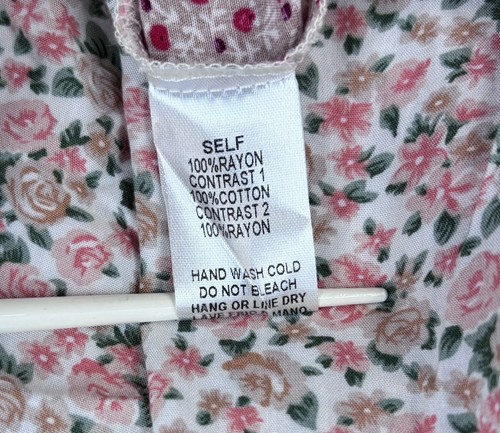 SELF
100%RAYON
CONTRAST 1
100%COTTON
CONTRAST 2
100%RAYON
HAND WASH COLD
DO NOT BLEACH
HANG OR LINE DRY
A MANO